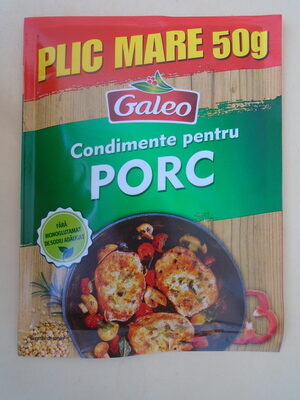 PLIC MARE 50g
Galeo
Condimente pentru
PORC
FĂRĂ
MONOGLUTAMAT
DE SODIU ADĂUGAT